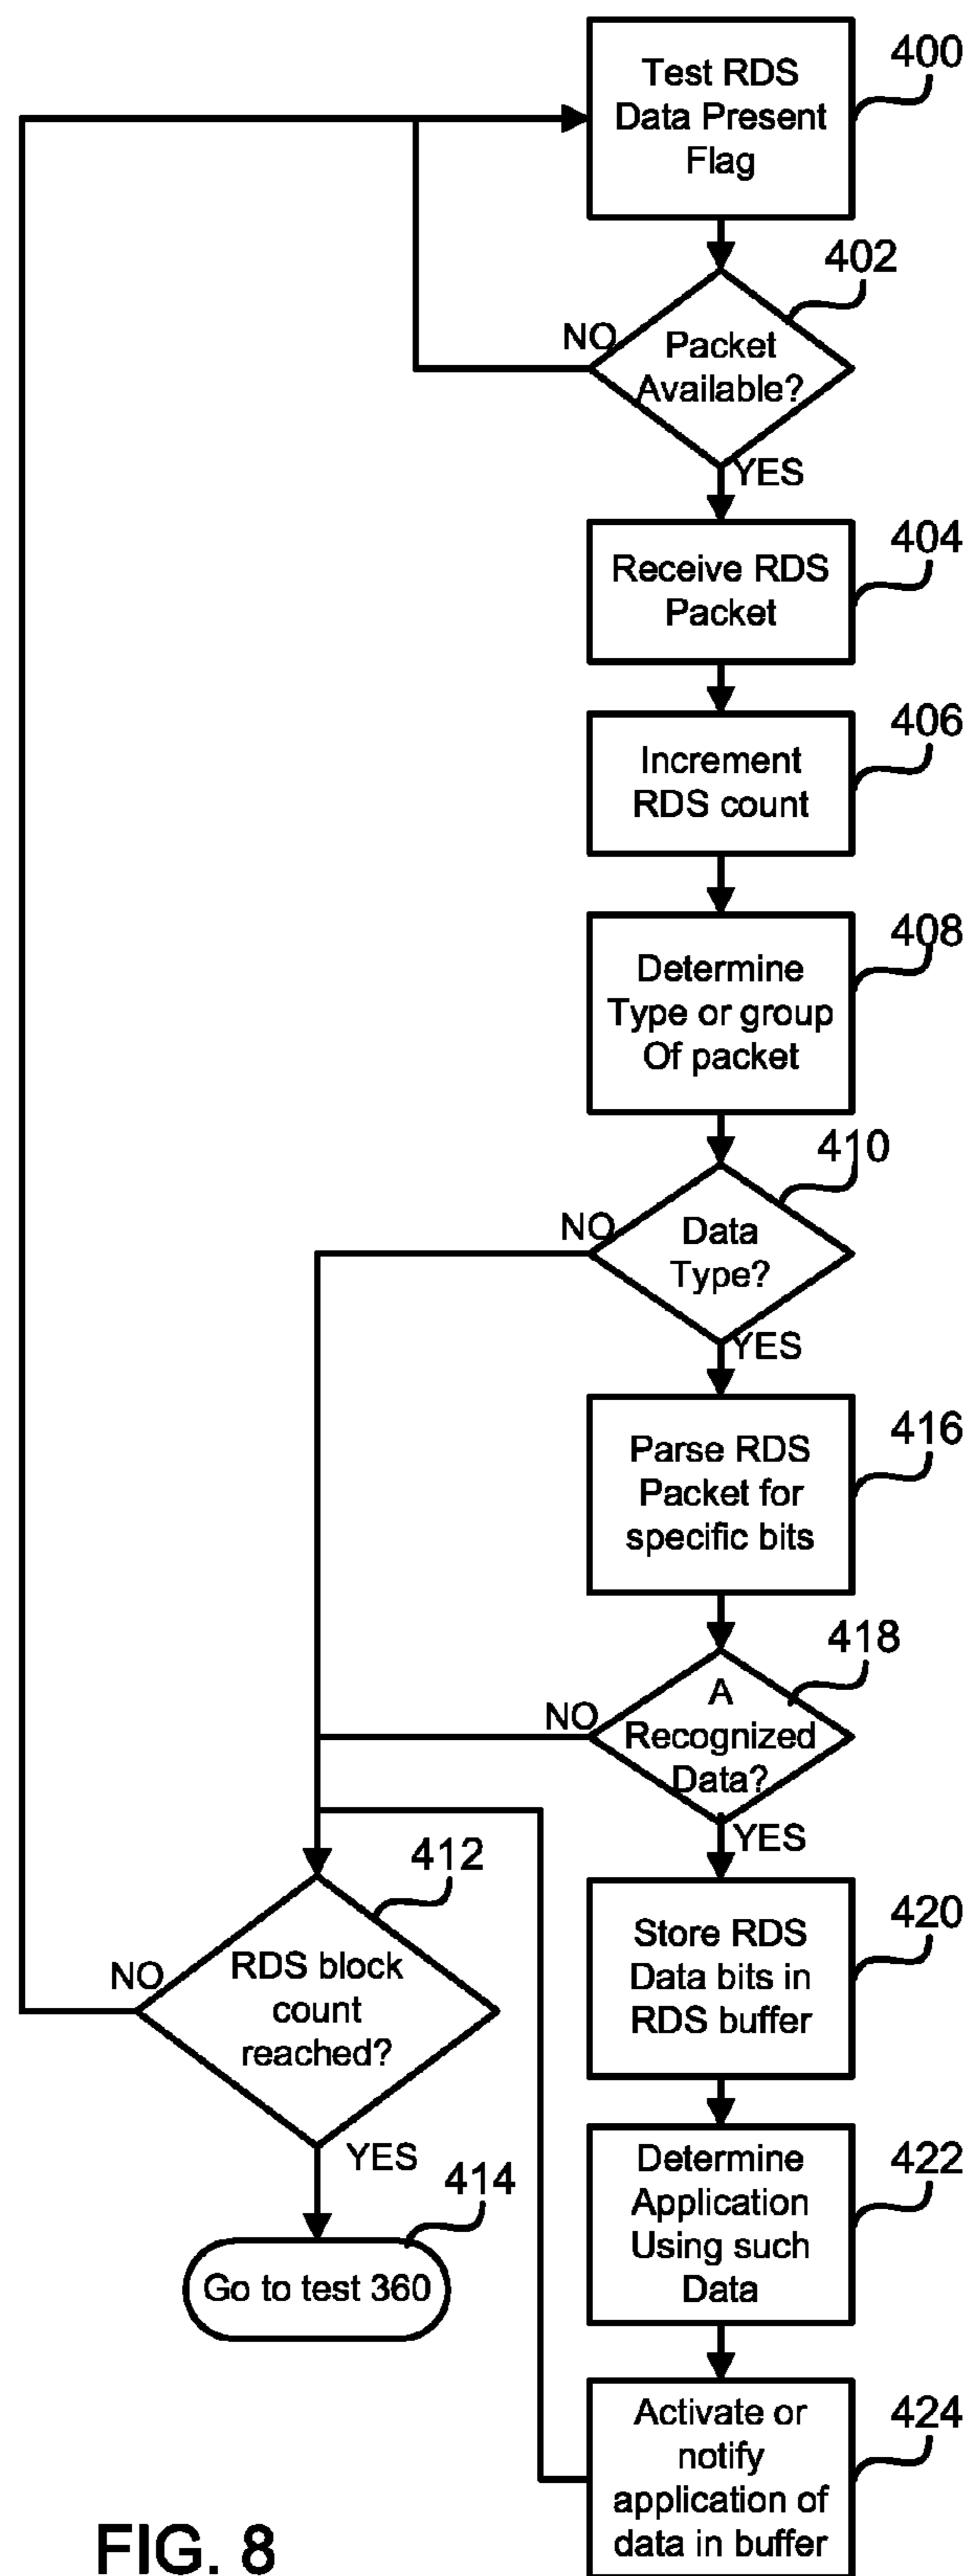 Test RDS
Data Present
Flag
400
402
NO
Packet
Available?
YES
Receive RDS
Packet
404
Increment
RDS count
406
Determine
Type or group
Of packet
408
410
NO
Data
Type?
YES
Parse RDS
Packet for
specific bits
416
418
NO
A
Recognized
Data?
YES
412
NO
RDS block
count
reached?
YES
414
Go to test 360
Store RDS
Data bits in
RDS buffer
420
Determine
Application
Using such
Data
422
Activate or
notify
application of
data in buffer
424
FIG. 8